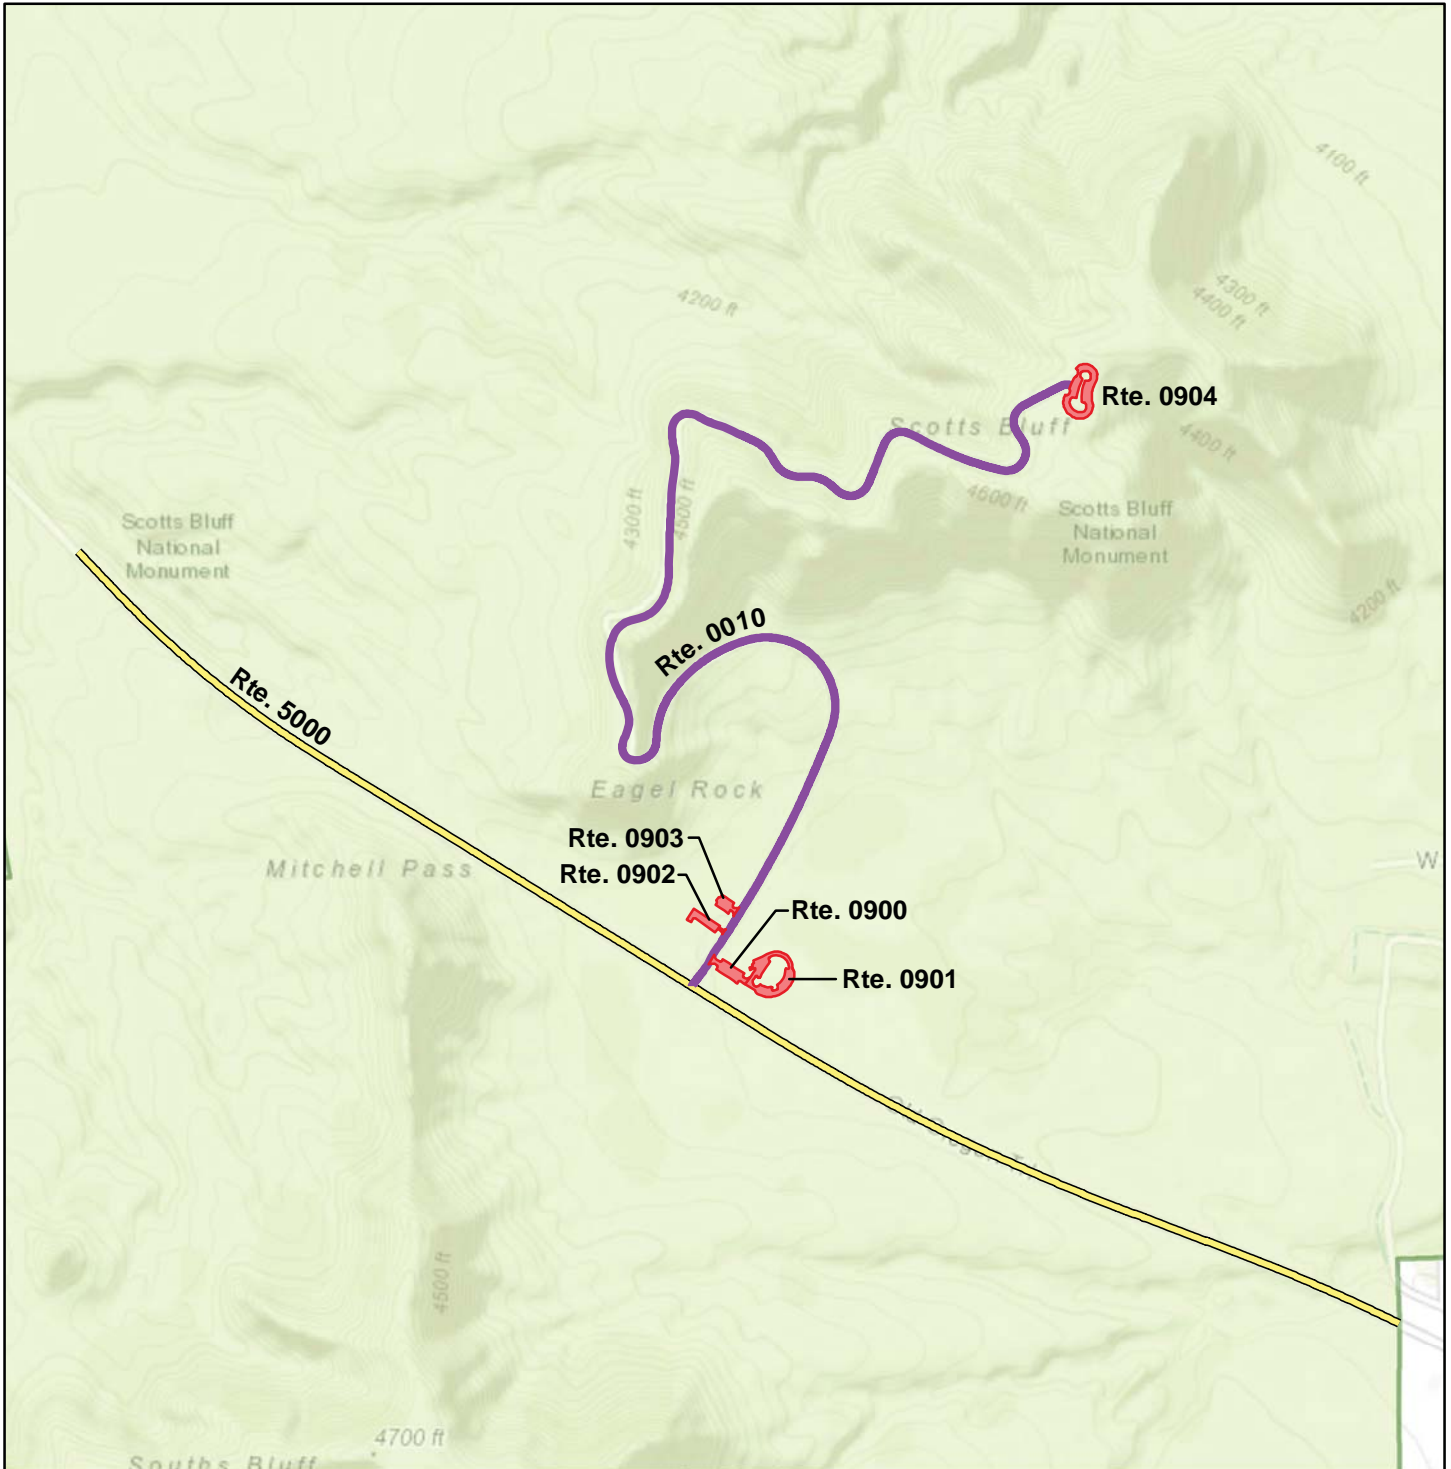 4100 ft
4200 ft
4300 ft
4400 ft
Rte. 0904
Scotts Bluff
4400 ft
4300 ft
4500 ft
4600 ft
Scotts Bluff
National
Monument
Scotts Bluff
National
Monument
4200 ft
Rte. 0010
Rte. 5000
Eagel Rock
Rte. 0903
Mitchell Pass
W
Rte. 0902
Rte. 0900
Rte. 0901
4500 ft
4700 ft
Souths Bluff